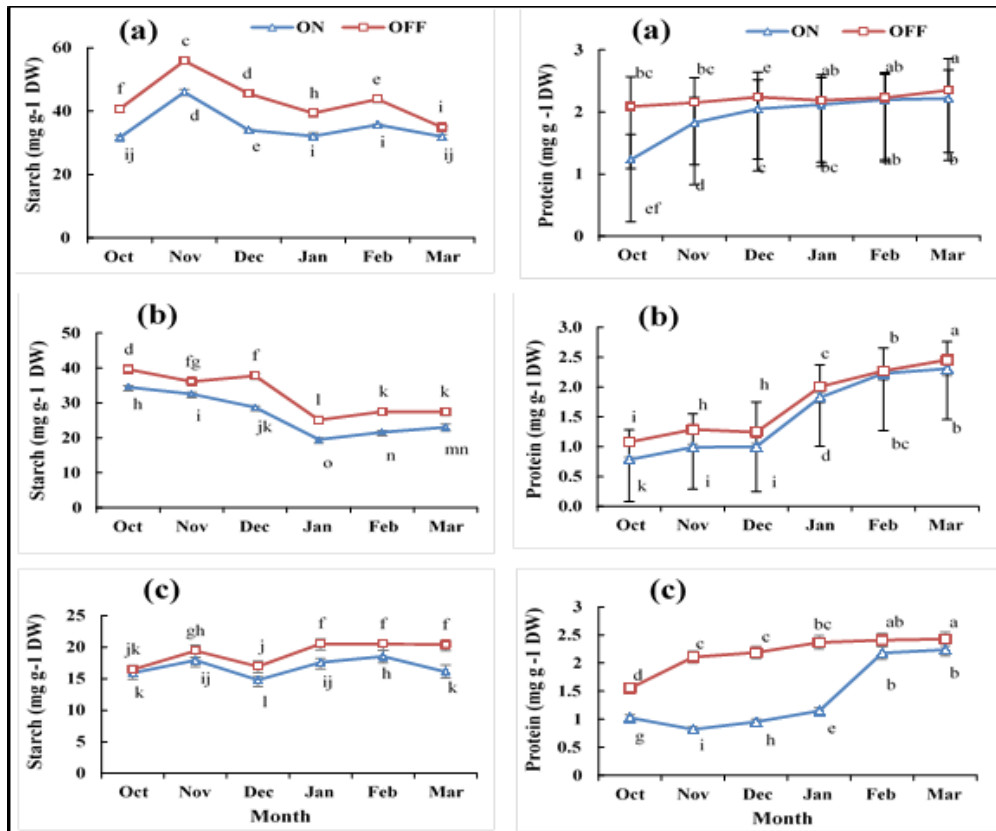 (a)
ON OFF
Starch (mg g-1 DW)
60
40
20
0
f c d h e i
ij d e i i ij
Oct Nov Dec Jan Feb Mar
(a)
ON OFF
Protein (mg g -1 DW)
3
2
1
0
bc bc e ab ab a
ef d c bc ab b
Oct Nov Dec Jan Feb Mar
(b)
Starch (mg g-1 DW)
50
40
30
20
10
0
d fg f l k k
h i jk o n mn
Oct Nov Dec Jan Feb Mar
(b)
Protein (mg g-1DW)
3.0
2.5
2.0
1.5
1.0
0.5
0.0
i h h c b a
k i i d bc b
Oct Nov Dec Jan Feb Mar
(c)
Starch (mg g-1 DW)
25
20
15
10
5
0
jk gh j f f f
k ij l ij h k
Oct Nov Dec Jan Feb Mar
Month
(c)
Protein (mg g -1 DW)
3
2.5
2
1.5
1
0.5
0
d c c bc ab a
g i h e b b
Oct Nov Dec Jan Feb Mar
Month